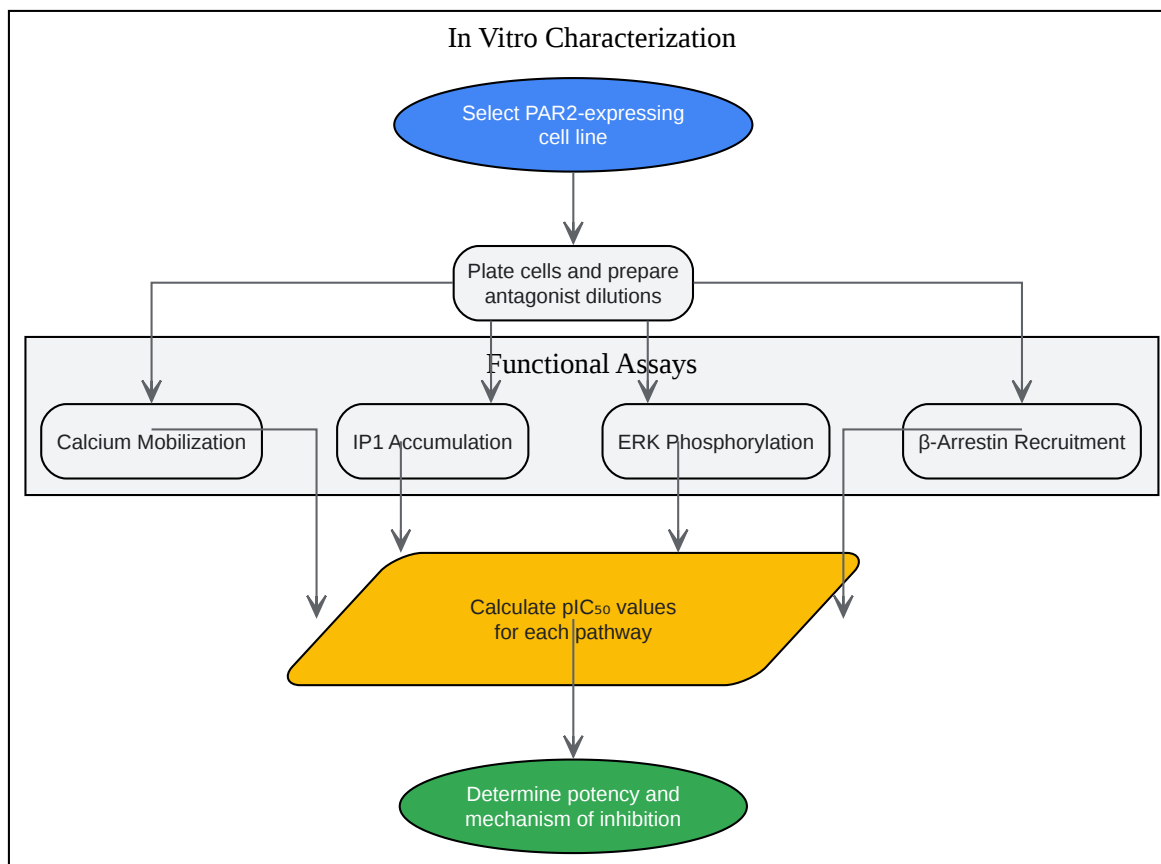 In Vitro Characterization
Select PAR2-expressing
cell line
Plate cells and prepare
antagonist dilutions
Functional Assays
Calcium Mobilization
IP1 Accumulation
ERK Phosphorylation
β-Arrestin Recruitment
Calculate pIC₅₀ values
for each pathway
Determine potency and
mechanism of inhibition